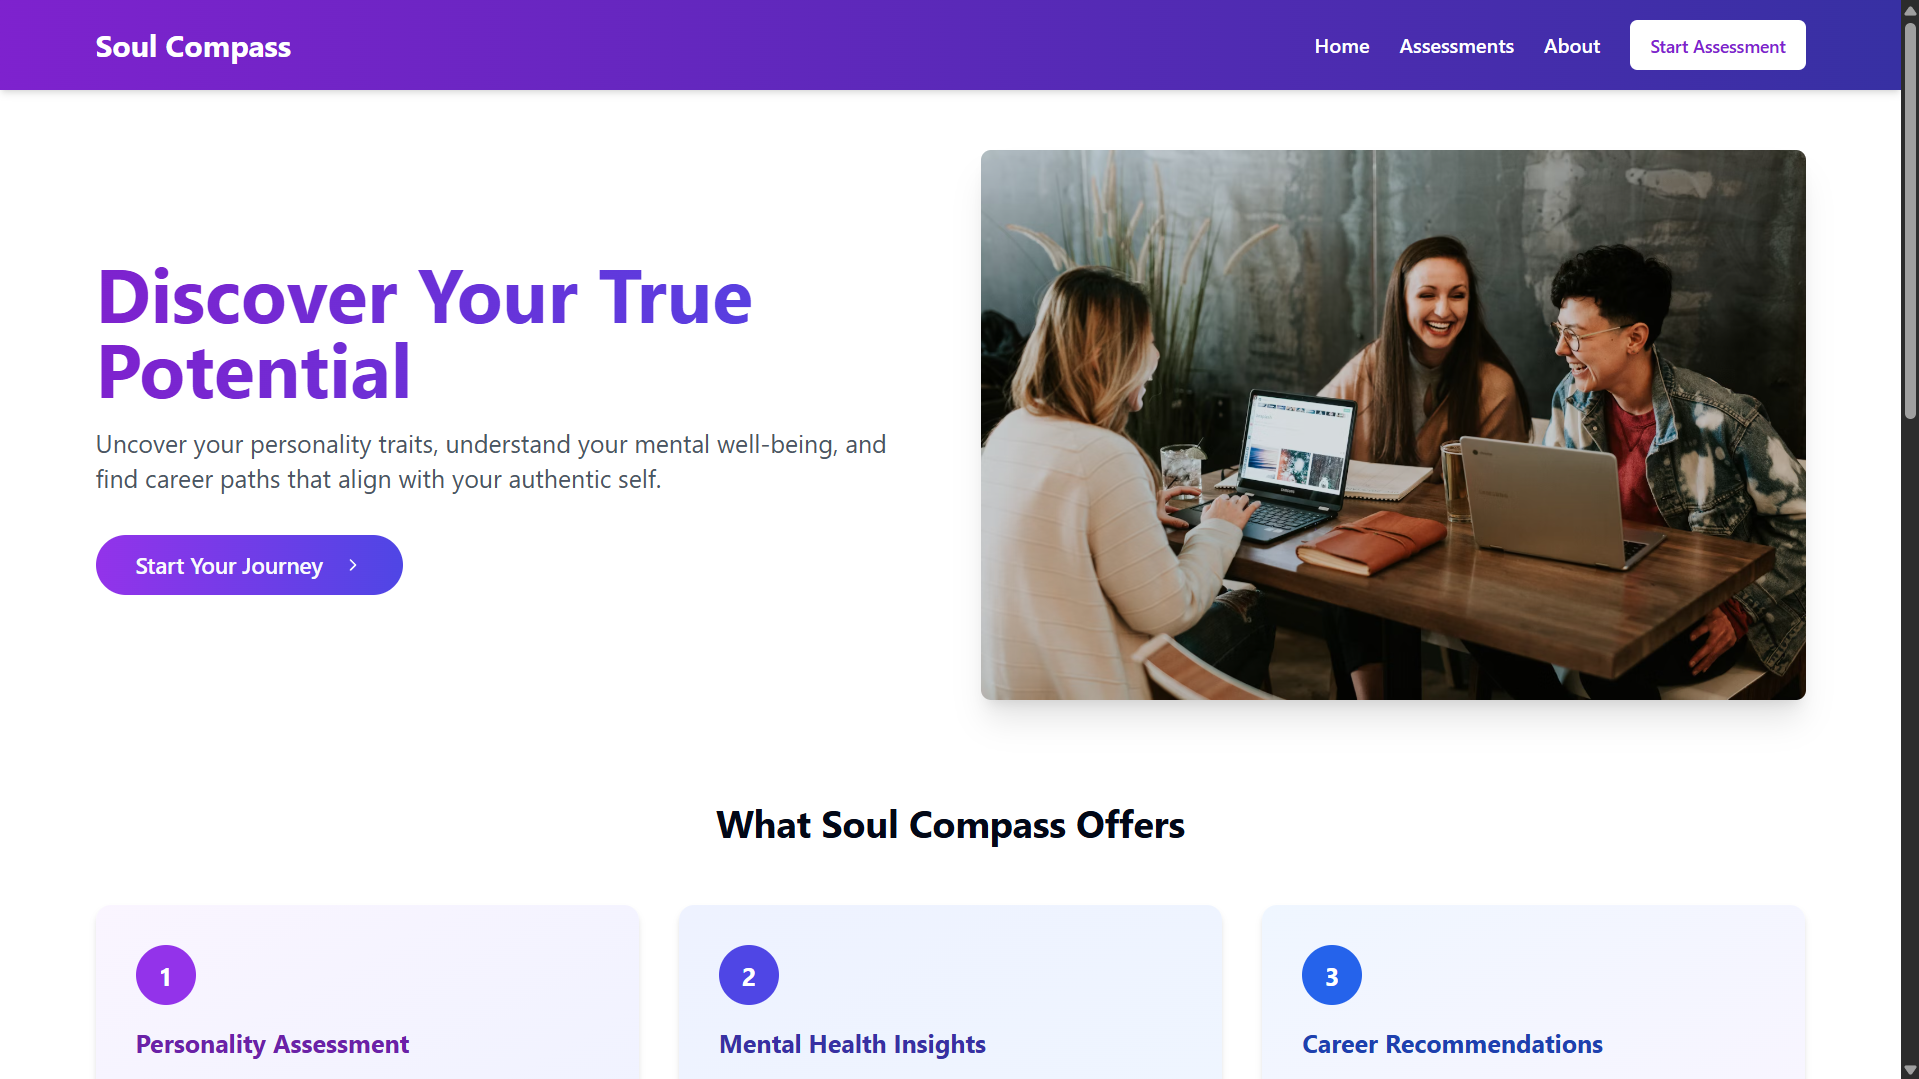 Soul Compass
Home
Assessments
About
Start Assessment
Discover Your True
Potential
Uncover your personality traits, understand your mental well-being, and
find career paths that align with your authentic self.
Start Your Journey
What Soul Compass Offers
1
Personality Assessment
2
Mental Health Insights
3
Career Recommendations